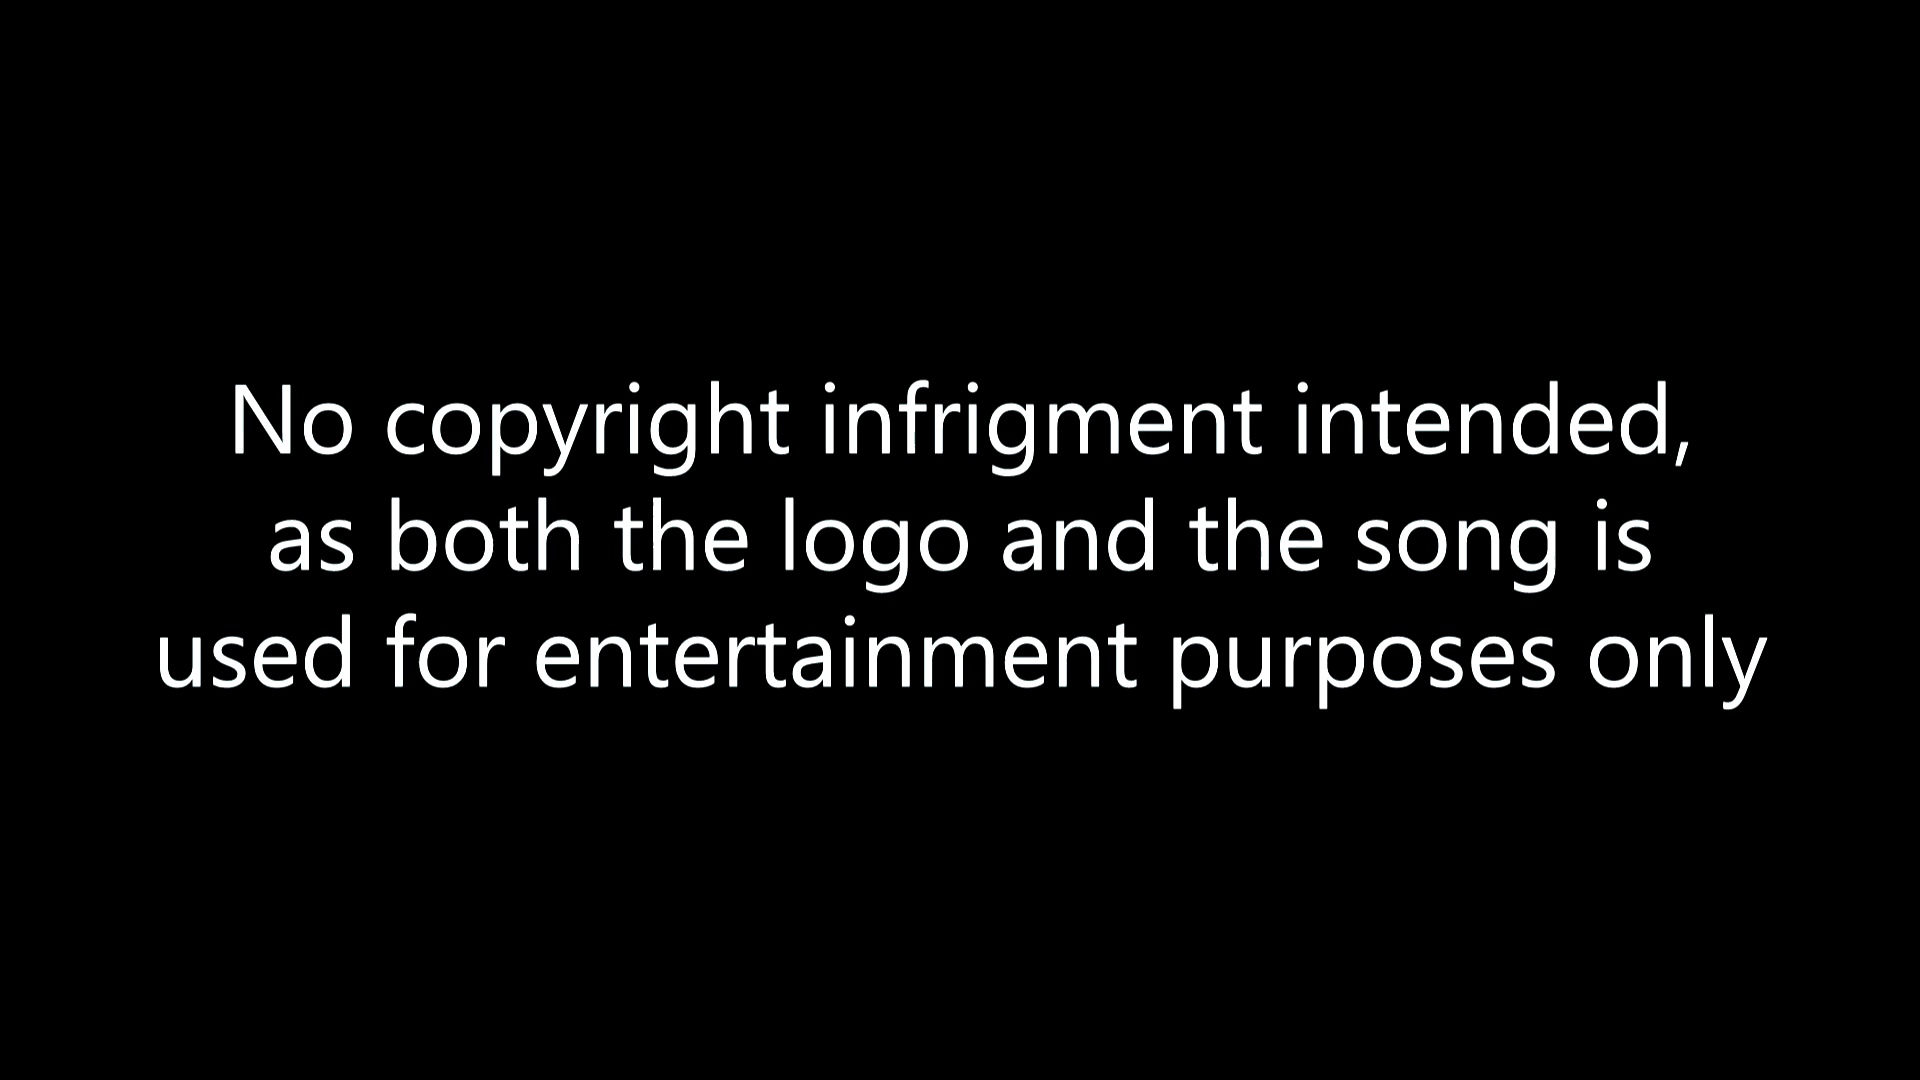 No copyright infrigment intended,
as both the logo and the song is
used for entertainment purposes only